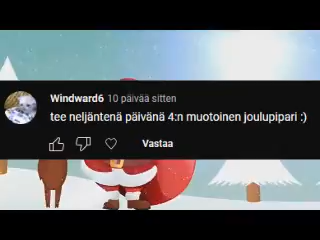 Windward6 10 päivää sitten
tee neljäntenä päivänä 4:n muotoinen joulupipari :)
Vastaa